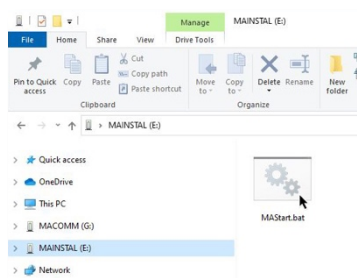 Manage
MAINSTAL (E:)
File
Home
Share
View
Drive Tools
Pin to Quick access
Copy
Paste
Cut
Copy path
Paste shortcut
Move to
Copy to
Delete
Rename
New folder
Clipboard
Organize
MAINSTAL (E:)
Quick access
OneDrive
This PC
MACOMM (G:)
MAINSTAL (E:)
Network
MAStart.bat